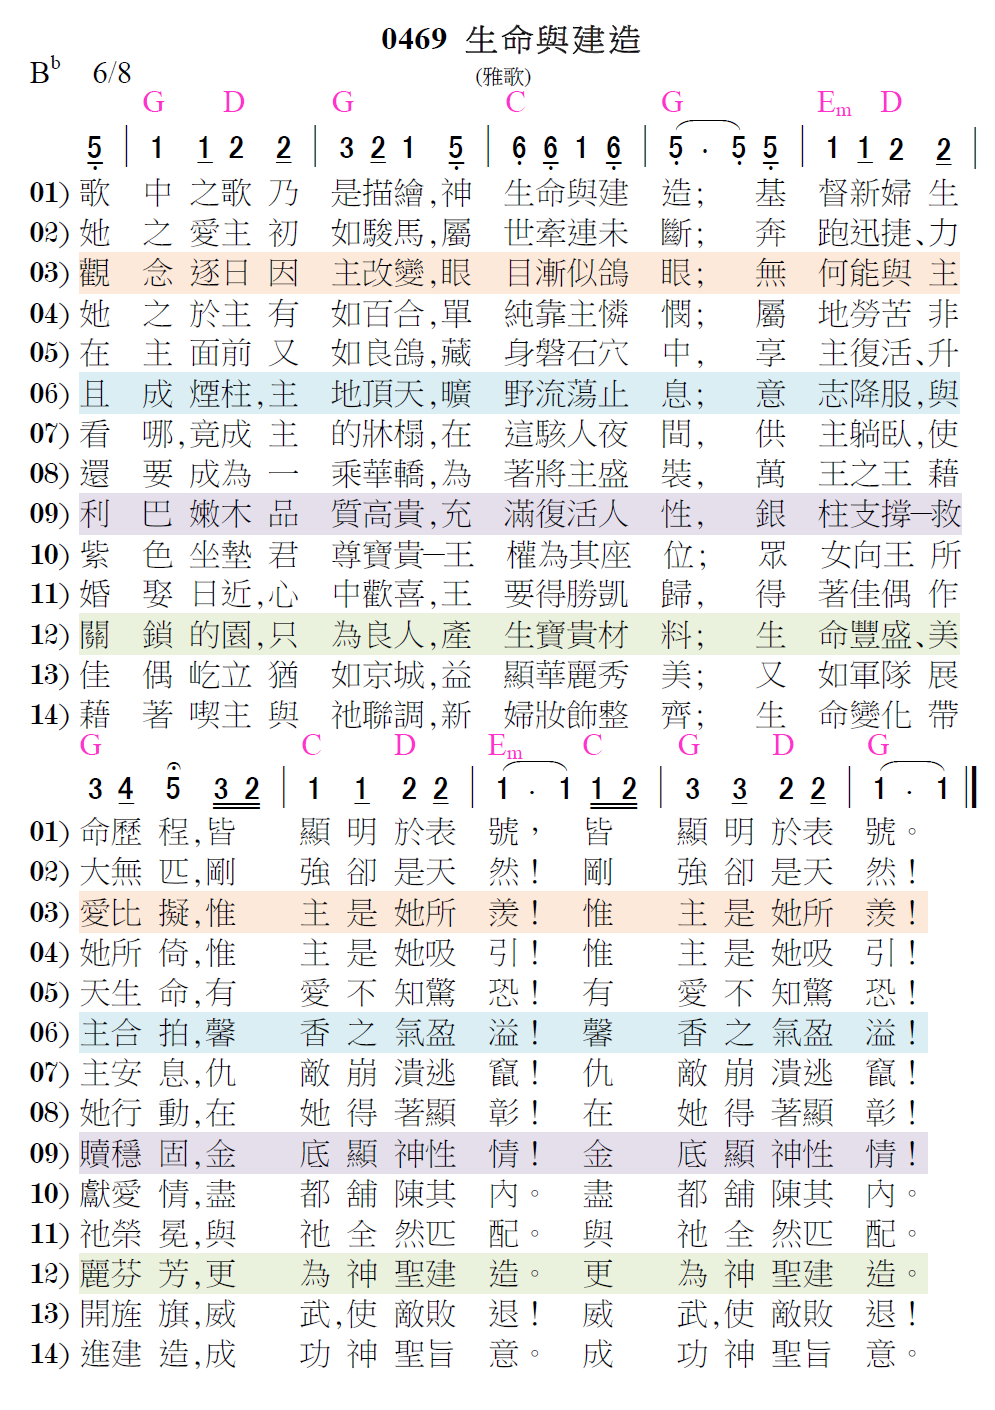 0469 生命與建造
B♭ 6/8 (雅歌)
G D G C G Em D
5 | 1 1 2 2 | 3 2 1 5 | 6 6 1 6 | 5 · 5 5 | 1 1 2 2 |
01) 歌 中 之歌 乃 是描繪,神 生命與建 造; 基 督新婦 生
02) 她 之 愛主 初 如駿馬,屬 世牽連未 斷; 奔 跑迅捷、力
03) 觀 念 逐日 因 主改變,眼 目漸似鴿 眼; 無 何能與 主
04) 她 之 於主 有 如百合,單 純靠主憐 憫; 屬 地勞苦 非
05) 在 主 面前 又 如良鴿,藏 身磐石穴 中, 享 主復活、升
06) 且 成 煙柱,主 地頂天,曠 野流蕩止 息; 意 志降服,與
07) 看 哪,竟成 主 的牀榻,在 這駭人夜 間, 供 主躺臥,使
08) 還 要 成為 一 乘華轎,為 著將主盛 裝, 萬 王之王 藉
09) 利 巴 嫩木 品 質高貴,充 滿復活人 性, 銀 柱支撐─救
10) 紫 色 坐墊 君 尊寶貴─王 權為其座 位; 眾 女向王 所
11) 婚 娶 日近,心 中歡喜,王 要得勝凱 歸, 得 著佳偶 作
12) 關 鎖 的園,只 為良人,產 生寶貴材 料; 生 命豐盛、美
13) 佳 偶 屹立 猶 如京城,益 顯華麗秀 美; 又 如軍隊 展
14) 藉 著 喫主 與 祂聯調,新 婦妝飾整 齊; 生 命變化 帶
G C D Em C G D G
3 4 5 3 2 | 1 1 2 2 | 1 · 1 1 2 | 3 3 2 2 | 1 · 1 ||
01) 命歷 程,皆 顯 明 於表 號, 皆 顯 明 於表 號。
02) 大無 匹,剛 強 卻 是天 然! 剛 強 卻 是天 然!
03) 愛比 擬,惟 主 是 她所 羨! 惟 主 是 她所 羨!
04) 她所 倚,惟 主 是 她吸 引! 惟 主 是 她吸 引!
05) 天生 命,有 愛 不 知驚 恐! 有 愛 不 知驚 恐!
06) 主合 拍,馨 香 之 氣盈 溢! 馨 香 之 氣盈 溢!
07) 主安 息,仇 敵 崩 潰逃 竄! 仇 敵 崩 潰逃 竄!
08) 她行 動,在 她 得 著顯 彰! 在 她 得 著顯 彰!
09) 贖穩 固,金 底 顯 神性 情! 金 底 顯 神性 情!
10) 獻愛 情,盡 都 舖 陳其 內。 盡 都 舖 陳其 內。
11) 祂榮 冕,與 祂 全 然匹 配。 與 祂 全 然匹 配。
12) 麗芬 芳,更 為 神 聖建 造。 更 為 神 聖建 造。
13) 開旌 旗,威 武,使 敵敗 退! 威 武,使 敵敗 退!
14) 進建 造,成 功 神 聖旨 意。 成 功 神 聖旨 意。